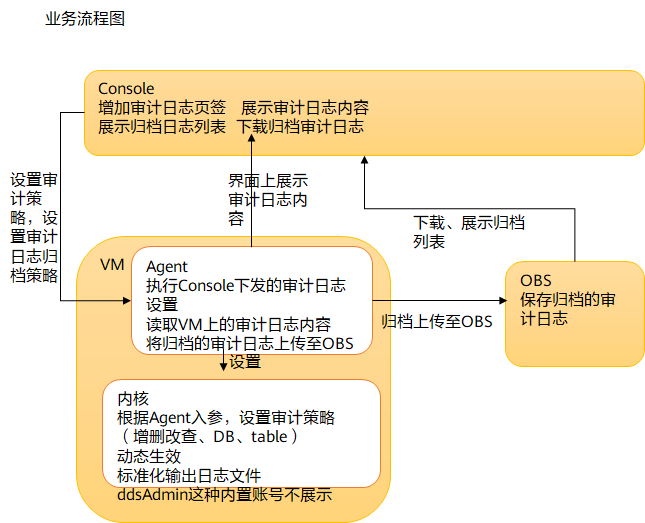 业务流程图
Console
增加审计日志页签 展示审计日志内容
展示归档日志列表 下载归档审计日志
设置审
计策
略，设
置审计
日志归
档策略
界面上展示
审计日志内
容
下载、展示归档
列表
VM
Agent
执行Console下发的审计日志
设置
读取VM上的审计日志内容
将归档的审计日志上传至OBS
归档上传至OBS
OBS
保存归档的审
计日志
设置
内核
根据Agent入参，设置审计策略
（增删改查、DB、table）
动态生效
标准化输出日志文件
ddsAdmin这种内置账号不展示